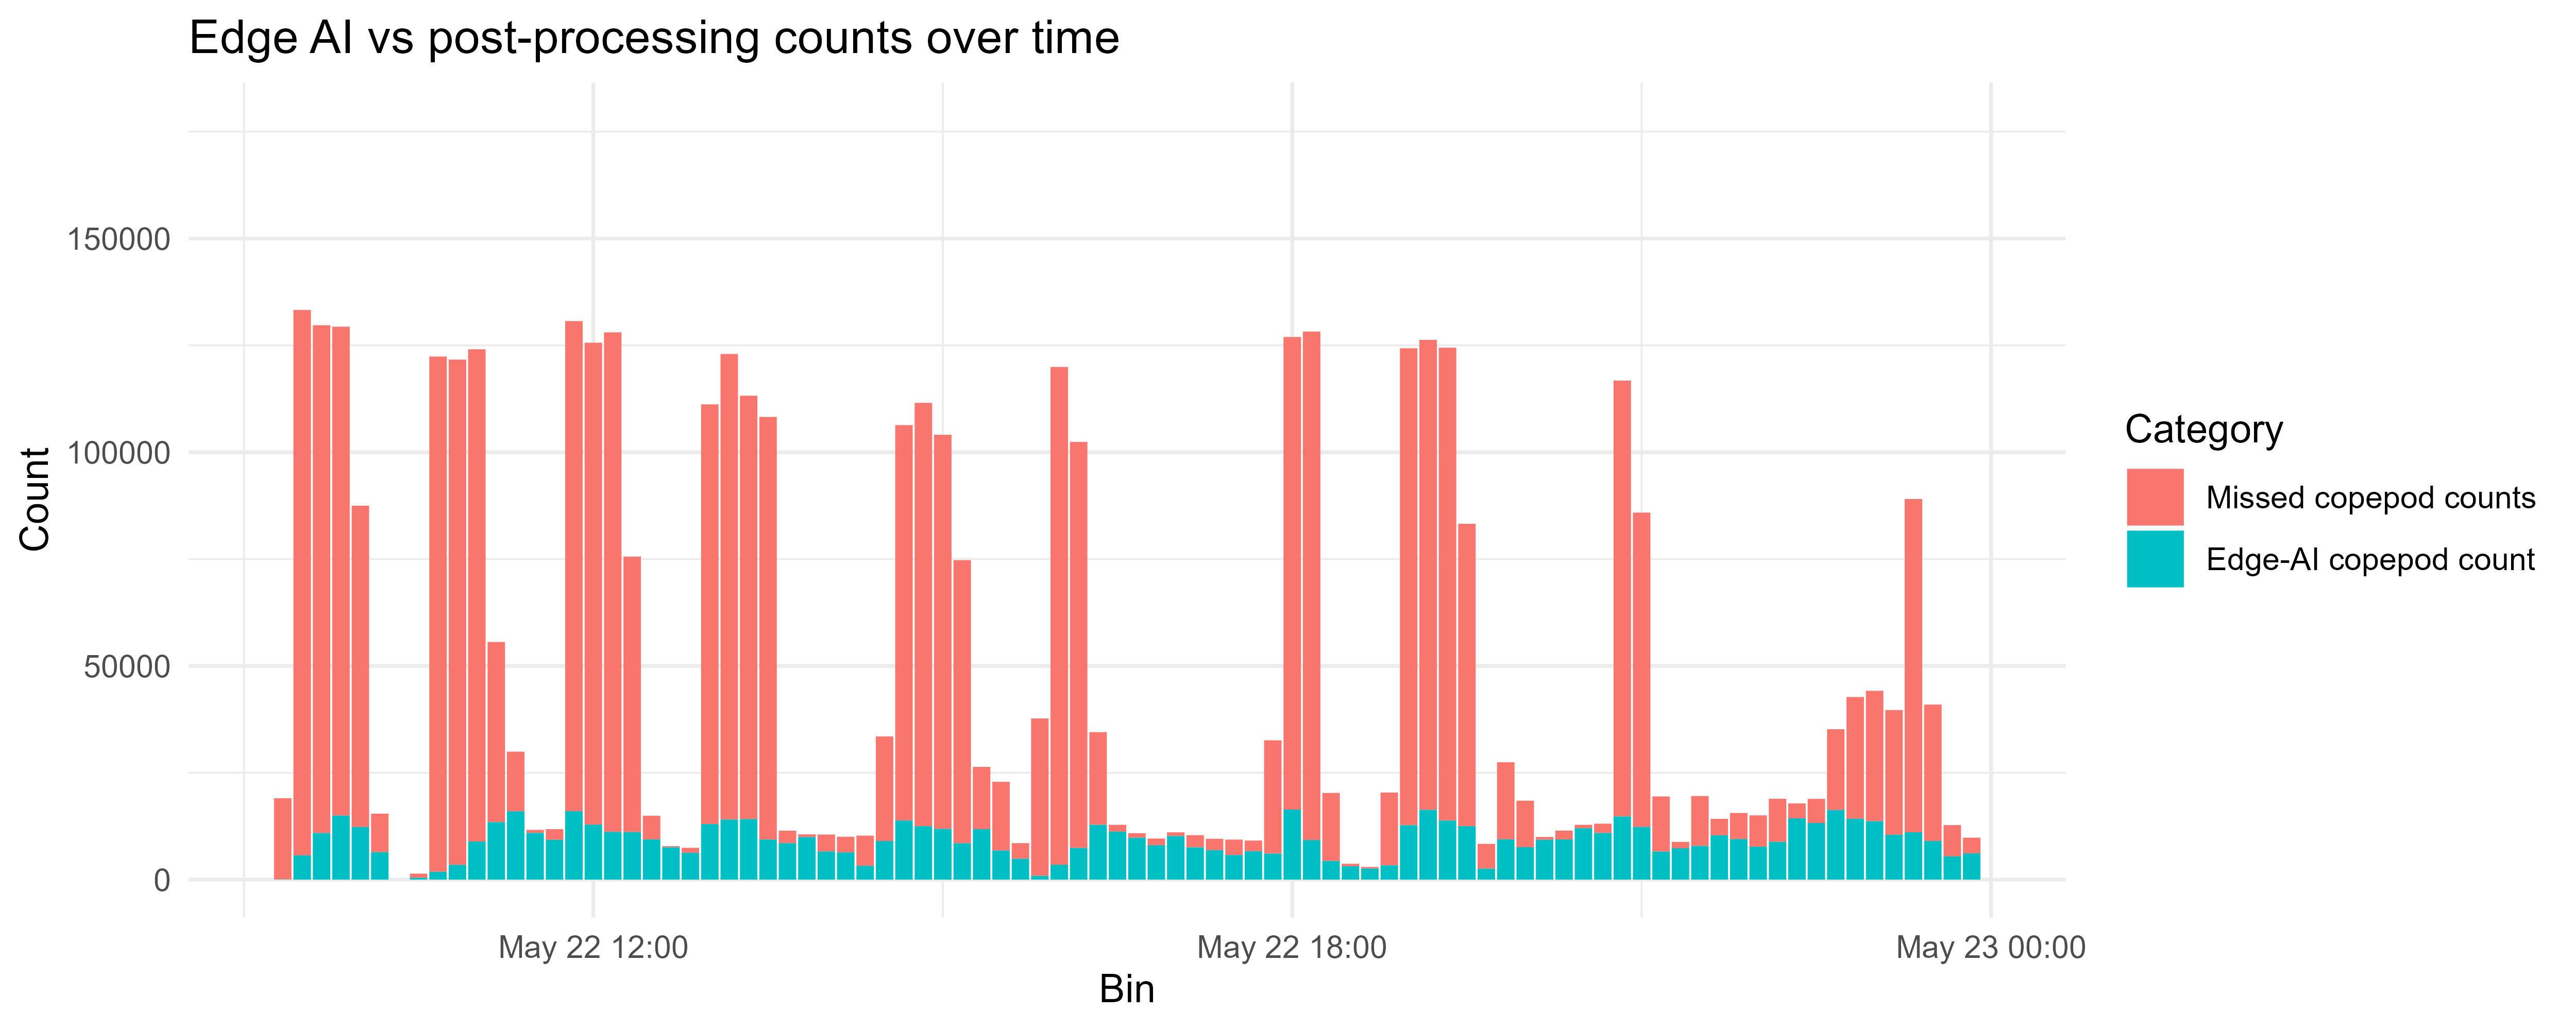 Edge AI vs post-processing counts over time
150000
100000
50000
0
Count
May 22 12:00
May 22 18:00
May 23 00:00
Bin
Category
Missed copepod counts
Edge-AI copepod count